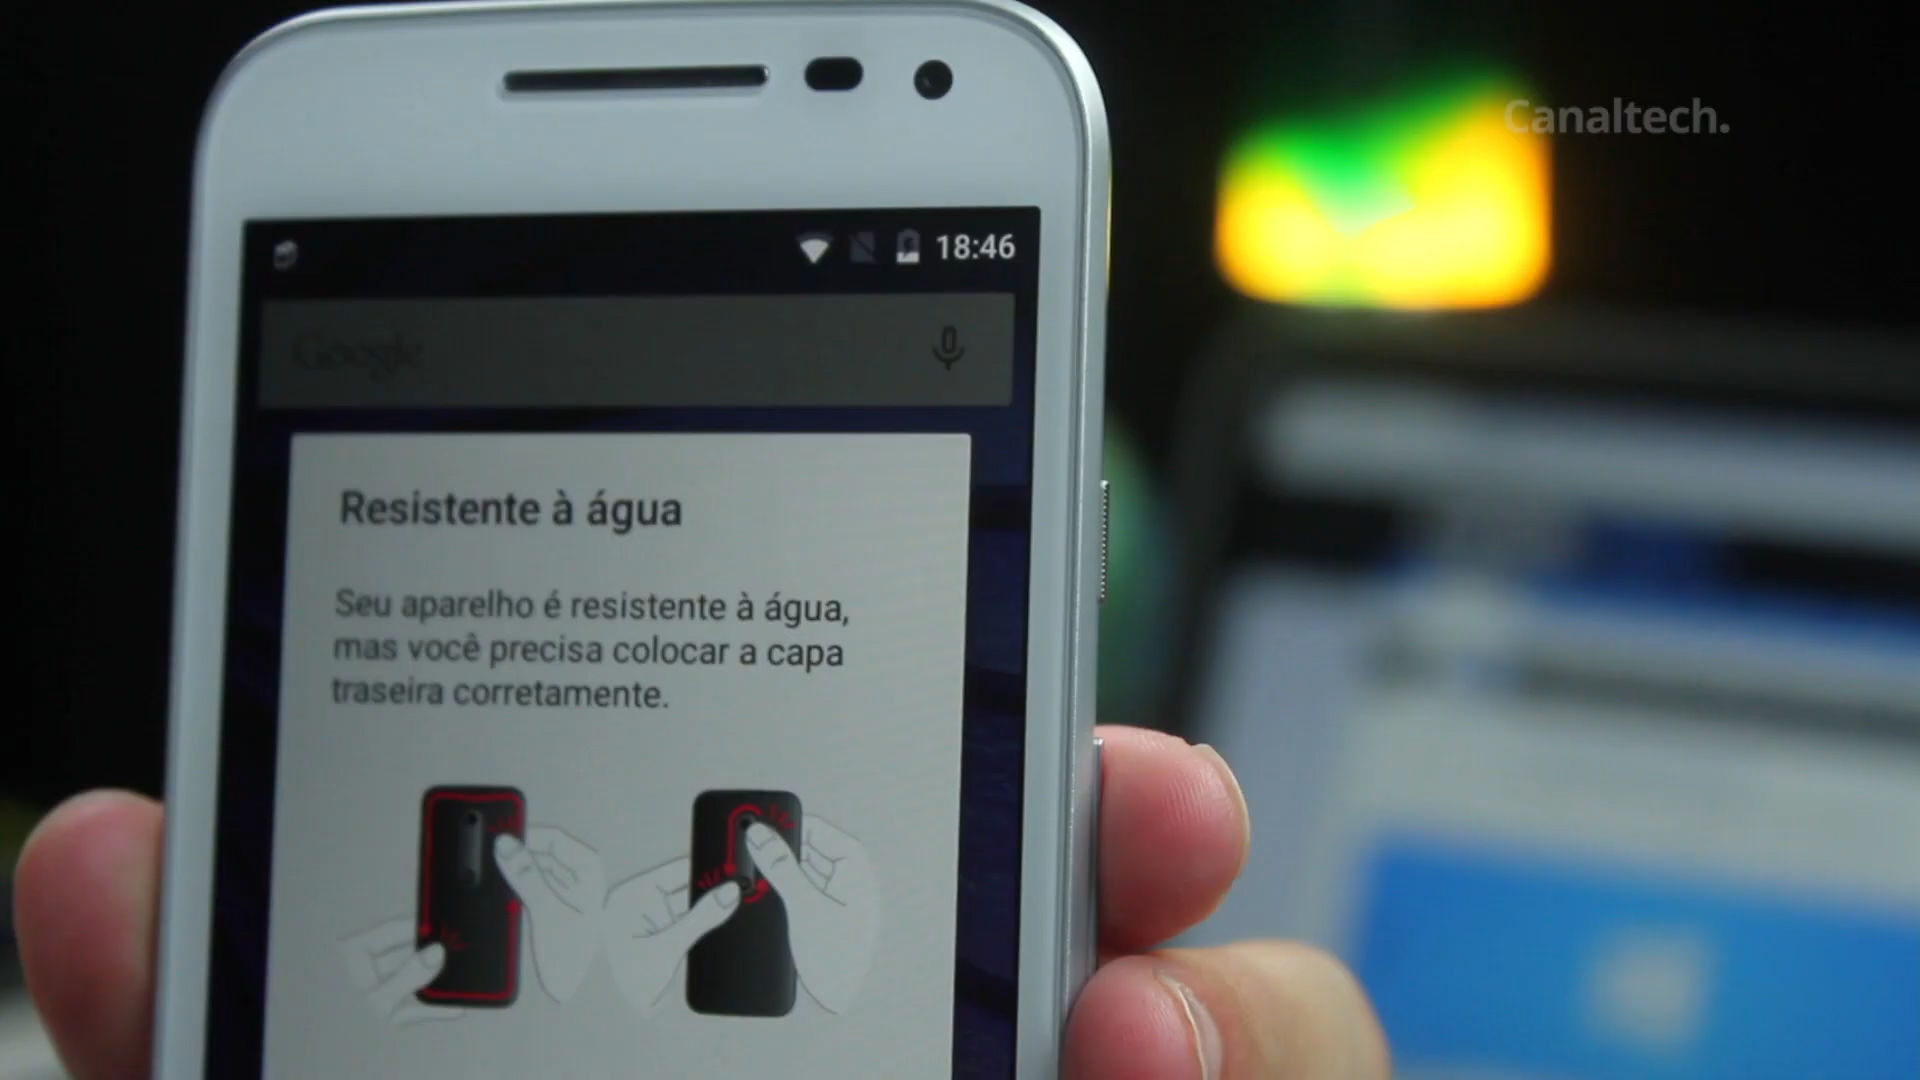 Canaltech.
18:46
Google
Resistente à água
Seu aparelho é resistente à água,
mas você precisa colocar a capa
traseira corretamente.